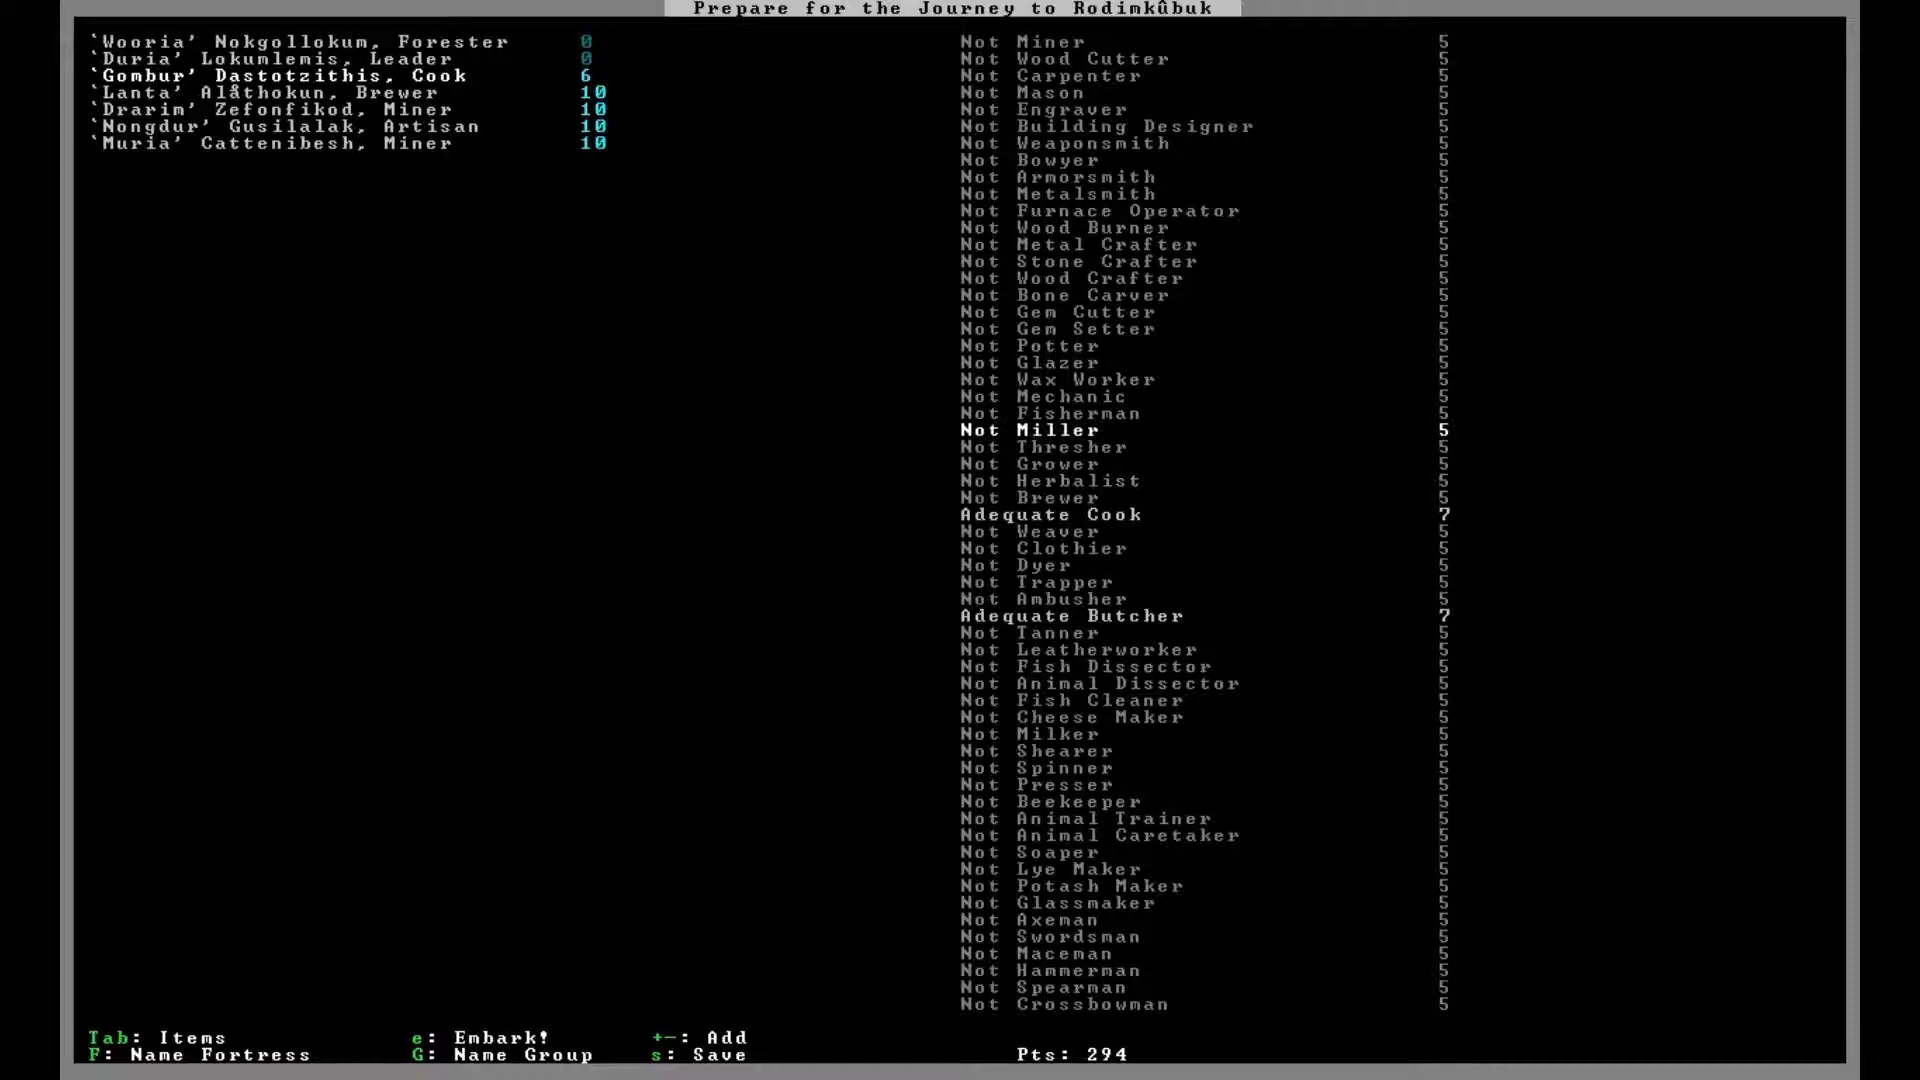 Prepare for the Journey to Rodimkûbuk
`Wooria' Nokgollokum, Forester 0
`Duria' Lokumlemis, Leader 0
`Gombur' Dastotzithis, Cook 6
`Lanta' Alåthokun, Brewer 10
`Drarim' Zefonfikod, Miner 10
`Nongdur' Gusilalak, Artisan 10
`Muria' Cattenibesh, Miner 10
Not Miner 5
Not Wood Cutter 5
Not Carpenter 5
Not Mason 5
Not Engraver 5
Not Building Designer 5
Not Weaponsmith 5
Not Bowyer 5
Not Armorsmith 5
Not Metalsmith 5
Not Furnace Operator 5
Not Wood Burner 5
Not Metal Crafter 5
Not Stone Crafter 5
Not Wood Crafter 5
Not Bone Carver 5
Not Gem Cutter 5
Not Gem Setter 5
Not Potter 5
Not Glazer 5
Not Wax Worker 5
Not Mechanic 5
Not Fisherman 5
Not Miller 5
Not Thresher 5
Not Grower 5
Not Herbalist 5
Not Brewer 5
Adequate Cook 7
Not Weaver 5
Not Clothier 5
Not Dyer 5
Not Trapper 5
Not Ambusher 5
Adequate Butcher 7
Not Tanner 5
Not Leatherworker 5
Not Fish Dissector 5
Not Animal Dissector 5
Not Fish Cleaner 5
Not Cheese Maker 5
Not Milker 5
Not Shearer 5
Not Spinner 5
Not Presser 5
Not Beekeeper 5
Not Animal Trainer 5
Not Animal Caretaker 5
Not Soaper 5
Not Lye Maker 5
Not Potash Maker 5
Not Glassmaker 5
Not Axeman 5
Not Swordsman 5
Not Maceman 5
Not Hammerman 5
Not Spearman 5
Not Crossbowman 5
Tab: Items e: Embark! +-: Add
F: Name Fortress G: Name Group s: Save Pts: 294